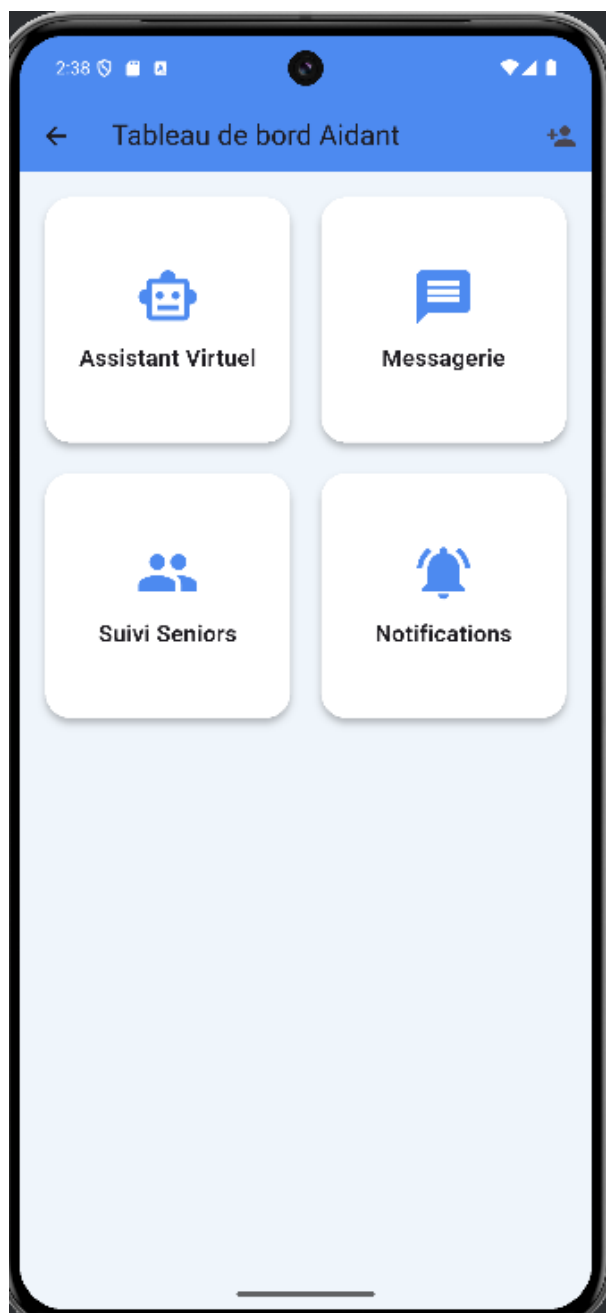 2:38
Tableau de bord Aidant
Assistant Virtuel
Messagerie
Suivi Seniors
Notifications